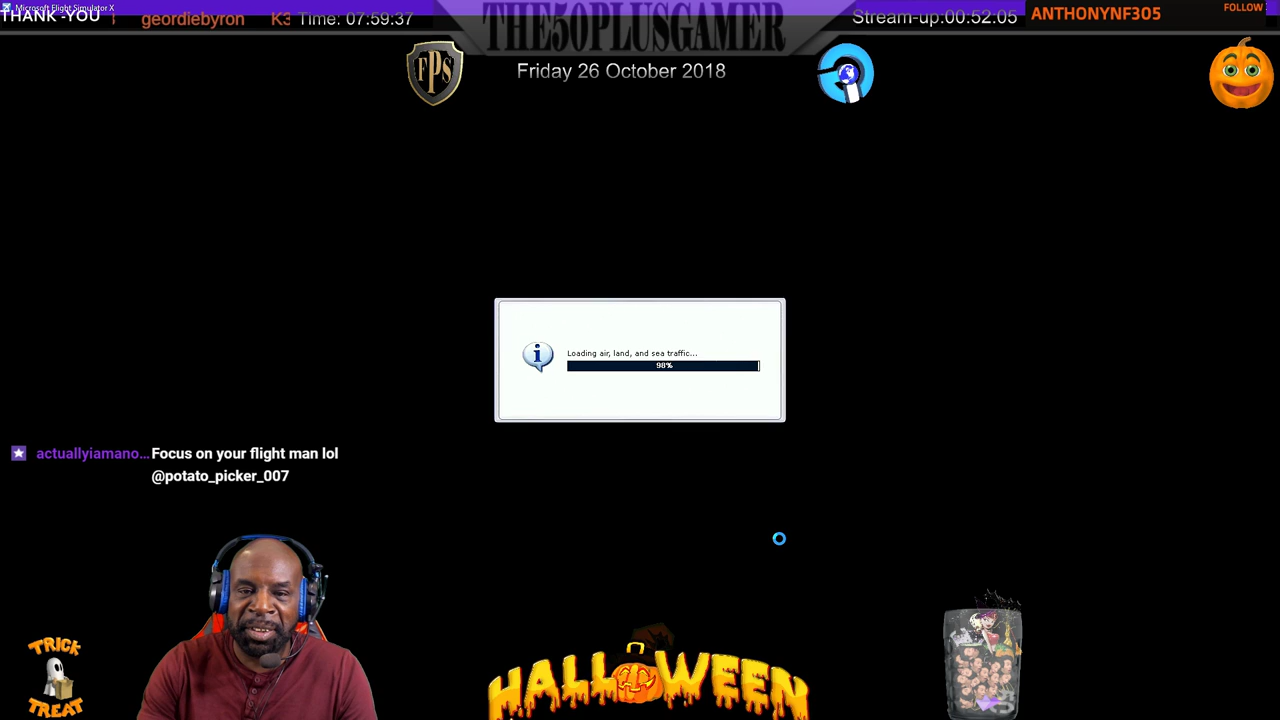 Microsoft Flight Simulator X
THANK -YOU
geordiebyron
K3
Time: 07:59:37
THE50PLUSGAMER
Stream-up:00.52.05
ANTHONYNF305
FOLLOW
FPS
Friday 26 October 2018
Loading air, land, and sea traffic...
98%
actuallyiamano... Focus on your flight man lol
@potato_picker_007
TRICK
TREAT
HALLOWEEN